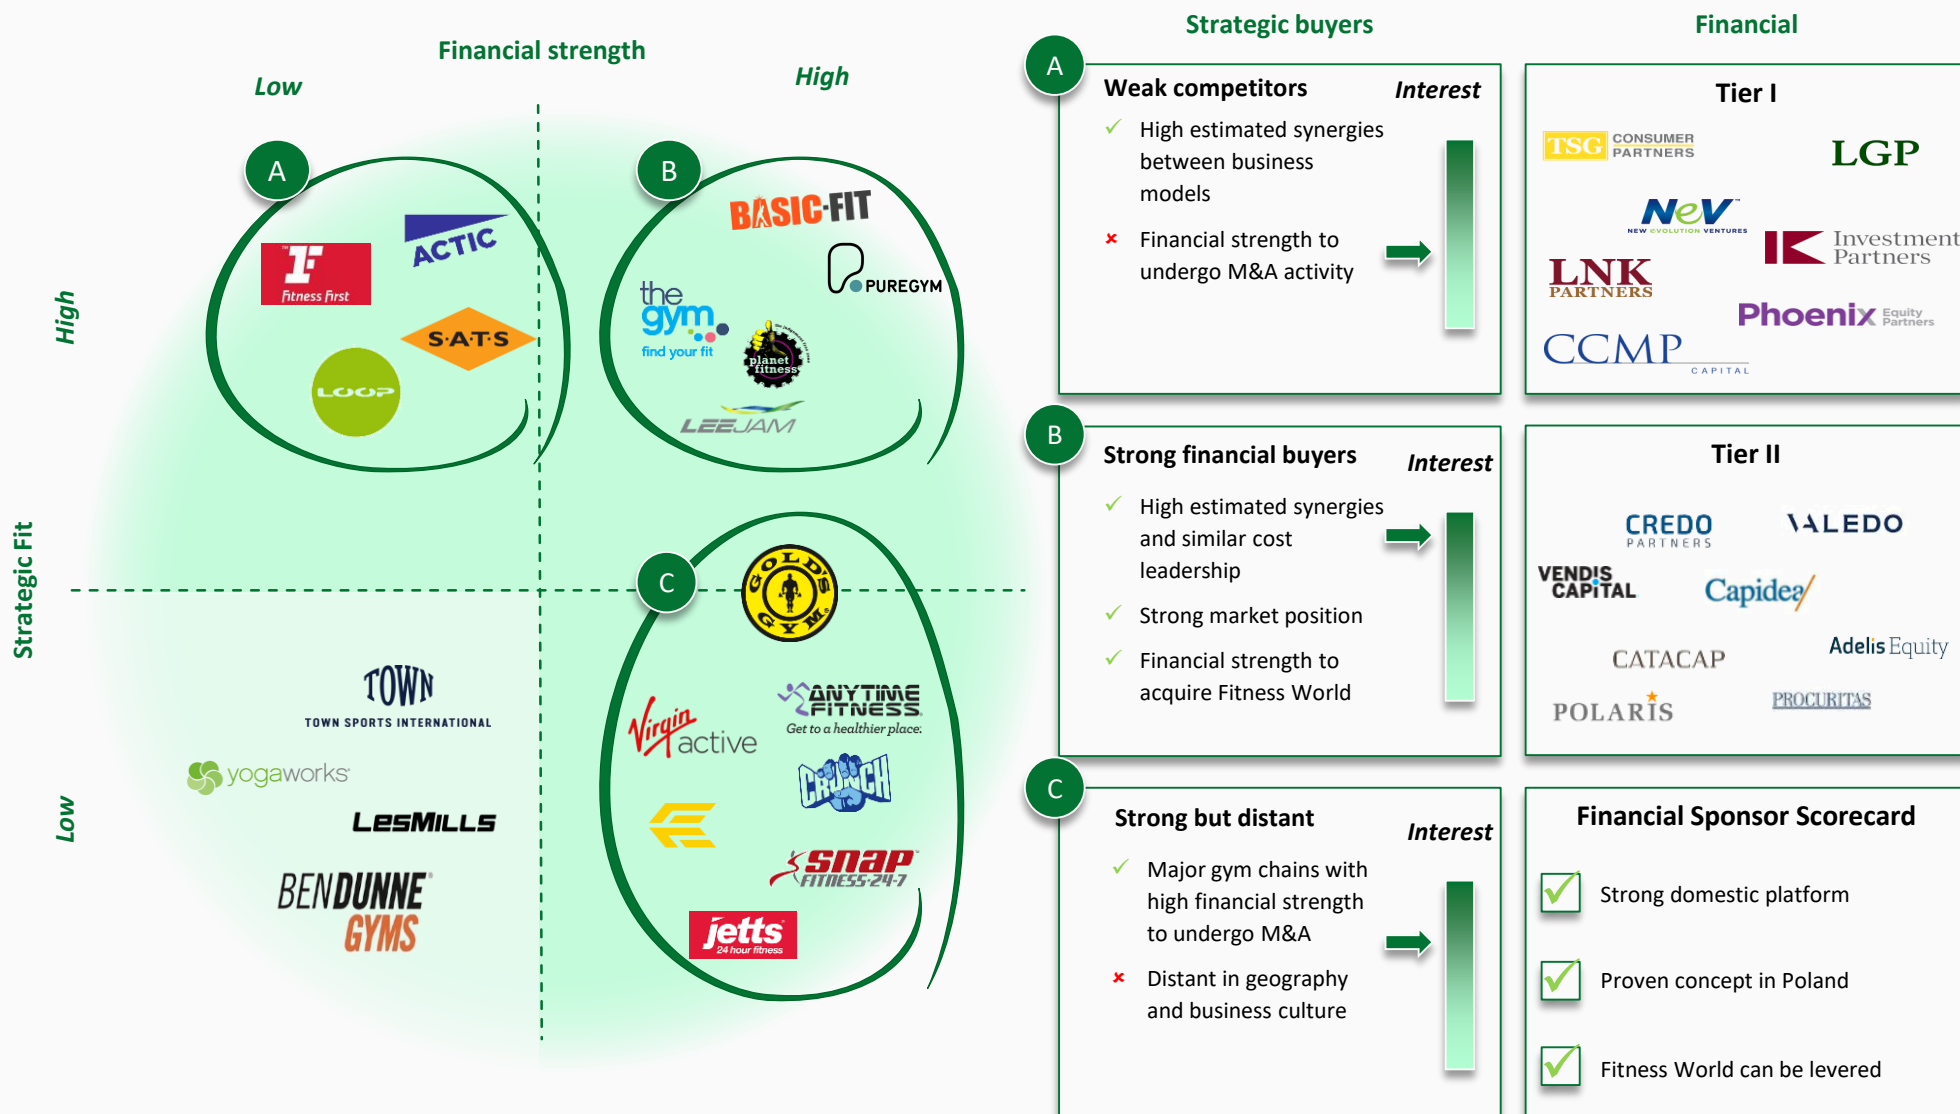 Financial strength
Low
High
Strategic Fit
High
Low
A
ACTIC
Fitness First
S·A·T·S
LOOP
B
BASIC-FIT
PUREGYM
the
gym
find your fit
planet
fitness
LEEJAM
TOWN
TOWN SPORTS INTERNATIONAL
yogaworks
LESMILLS
BEN DUNNE
GYMS
C
GOLD'S
GYM
Virgin
active
ANYTIME
FITNESS
Get to a healthier place.
CRUNCH
snap
FITNESS·24-7
jetts
24 hour fitness
Strategic buyers
A
Weak competitors
Interest
High estimated synergies
between business
models
Financial strength to
undergo M&A activity
B
Strong financial buyers
Interest
High estimated synergies
and similar cost
leadership
Strong market position
Financial strength to
acquire Fitness World
C
Strong but distant
Interest
Major gym chains with
high financial strength
to undergo M&A
Distant in geography
and business culture
Financial
Tier I
TSG CONSUMER
PARTNERS
LGP
NeV
NEW EVOLUTION VENTURES
IK Investment
Partners
LNK
PARTNERS
Phoenix Equity
Partners
CCMP
CAPITAL
Tier II
CREDO
PARTNERS
VALEDO
VENDIS
CAPITAL
Capidea
CATACAP
Adelis Equity
POLARIS
PROCURITAS
Financial Sponsor Scorecard
Strong domestic platform
Proven concept in Poland
Fitness World can be levered